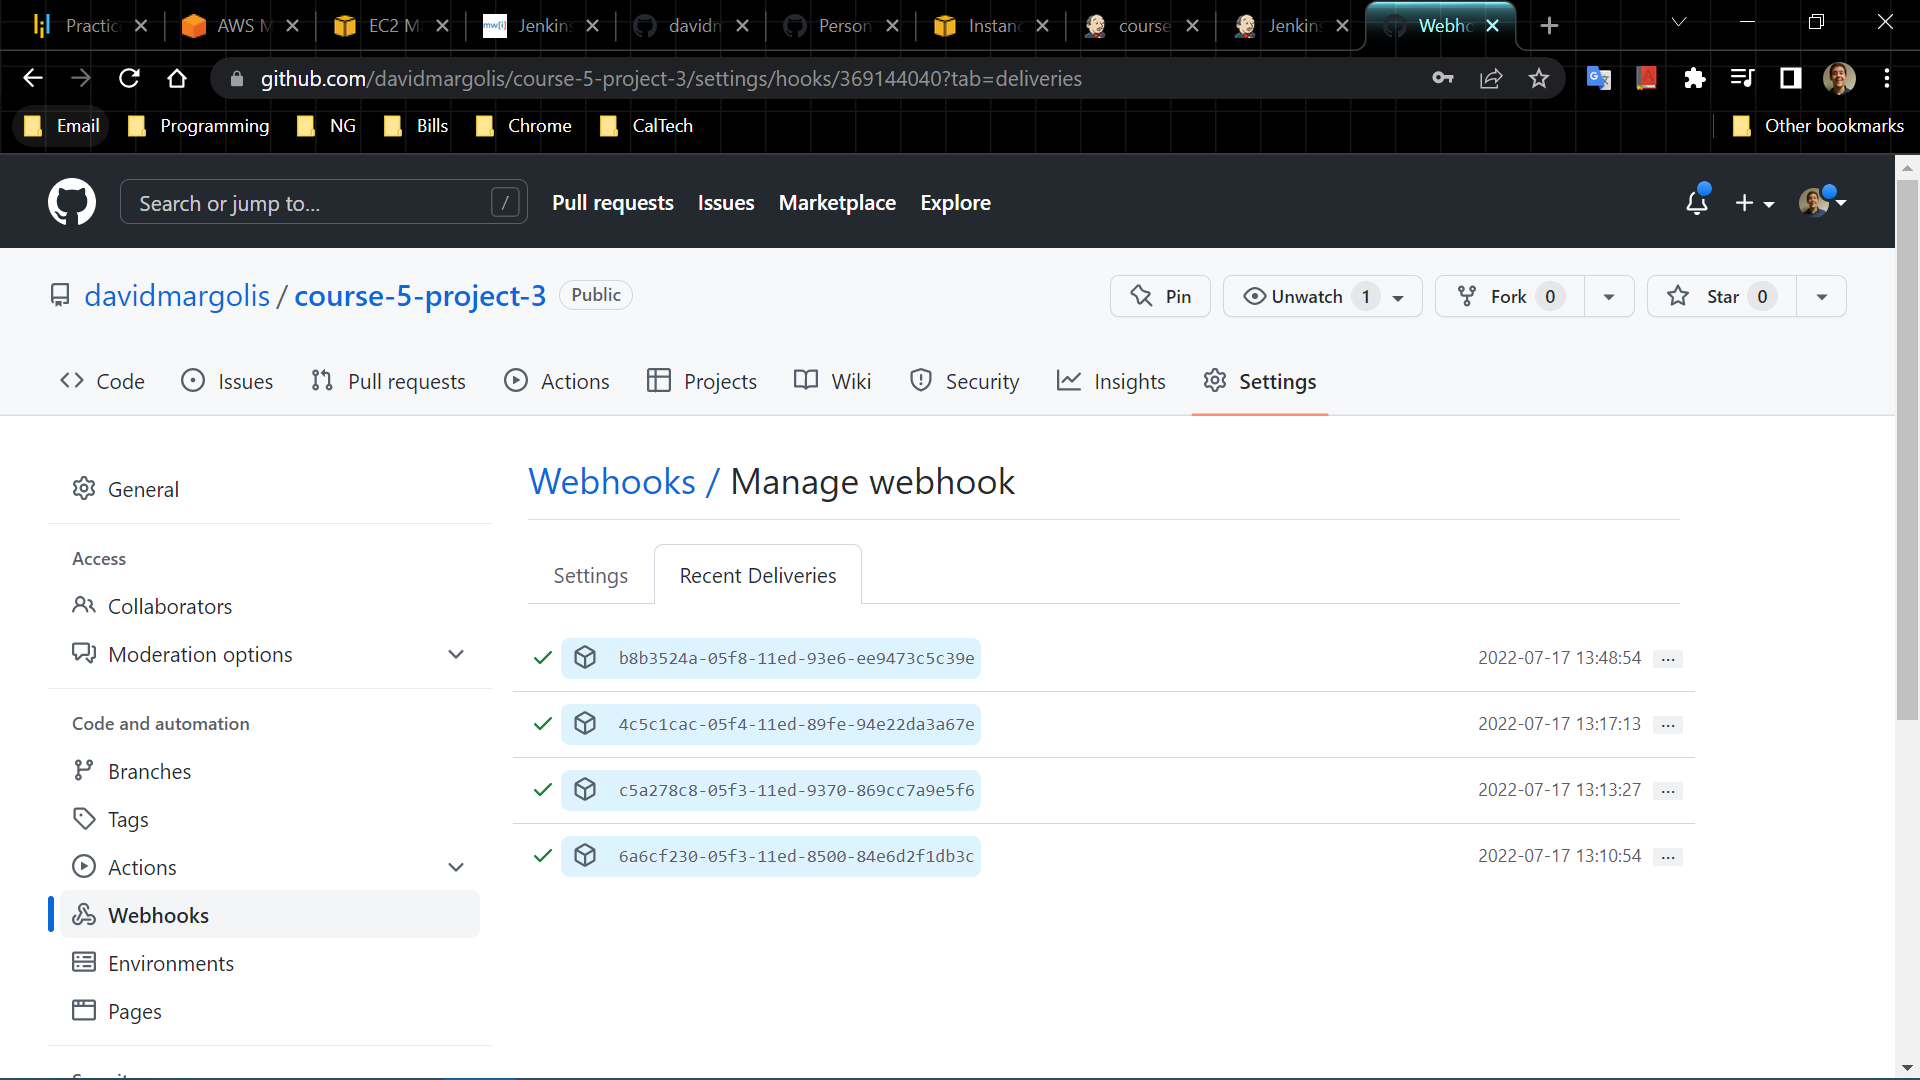 Practic AWS M EC2 M Jenkins davidm Person Instanc course Jenkins Webho
github.com/davidmargolis/course-5-project-3/settings/hooks/369144040?tab=deliveries
Email Programming NG Bills Chrome CalTech Other bookmarks
Search or jump to... / Pull requests Issues Marketplace Explore
davidmargolis / course-5-project-3 Public Pin Unwatch 1 Fork 0 Star 0
Code Issues Pull requests Actions Projects Wiki Security Insights Settings
General
Access
Collaborators
Moderation options
Code and automation
Branches
Tags
Actions
Webhooks
Environments
Pages
Webhooks / Manage webhook
Settings Recent Deliveries
b8b3524a-05f8-11ed-93e6-ee9473c5c39e 2022-07-17 13:48:54 ...
4c5c1cac-05f4-11ed-89fe-94e22da3a67e 2022-07-17 13:17:13 ...
c5a278c8-05f3-11ed-9370-869cc7a9e5f6 2022-07-17 13:13:27 ...
6a6cf230-05f3-11ed-8500-84e6d2f1db3c 2022-07-17 13:10:54 ...